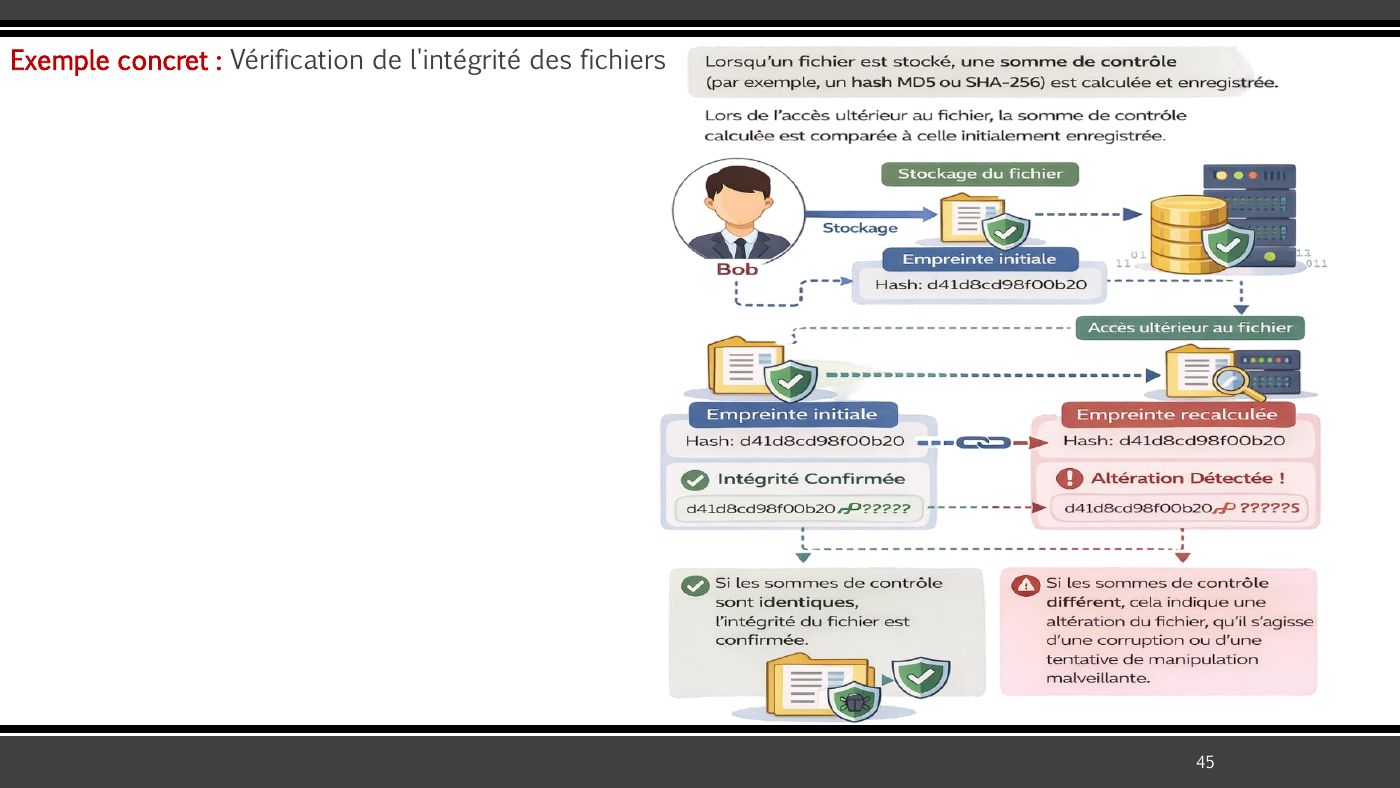 Exemple concret : Vérification de l'intégrité des fichiers
Lorsqu'un fichier est stocké, une somme de contrôle
(par exemple, un hash MD5 ou SHA-256) est calculée et enregistrée.
Lors de l'accès ultérieur au fichier, la somme de contrôle
calculée est comparée à celle initialement enregistrée.
Stockage du fichier
Stockage
Bob
Empreinte initiale
Hash: d41d8cd98f00b20
11 01
11
011
Accès ultérieur au fichier
Empreinte initiale
Hash: d41d8cd98f00b20
Empreinte recalculée
Hash: d41d8cd98f00b20
Intégrité Confirmée
d41d8cd98f00b20 ?????
Altération Détectée !
d41d8cd98f00b20 ?????S
Si les sommes de contrôle
sont identiques,
l'intégrité du fichier est
confirmée.
Si les sommes de contrôle
différent, cela indique une
altération du fichier, qu'il s'agisse
d'une corruption ou d'une
tentative de manipulation
malveillante.
45